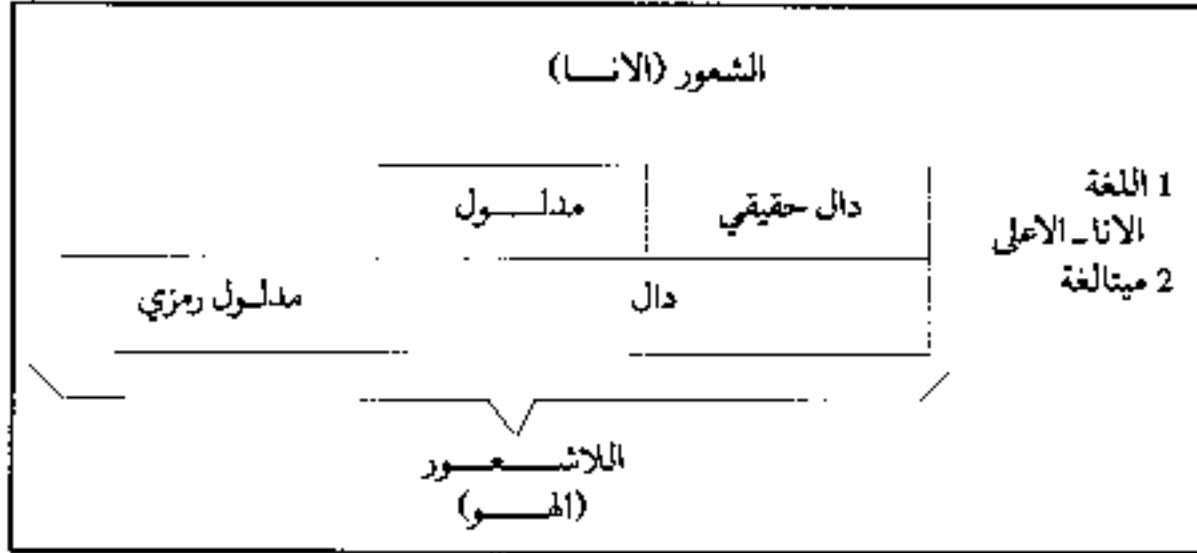 الشعور (الانـــا)
1 اللغة
الانا ـ الاعلى
2 ميتالغة
دال حقيقي
مدلـــول
دال
مدلـول رمزي
اللاشـــعـــور
(الهـــو)